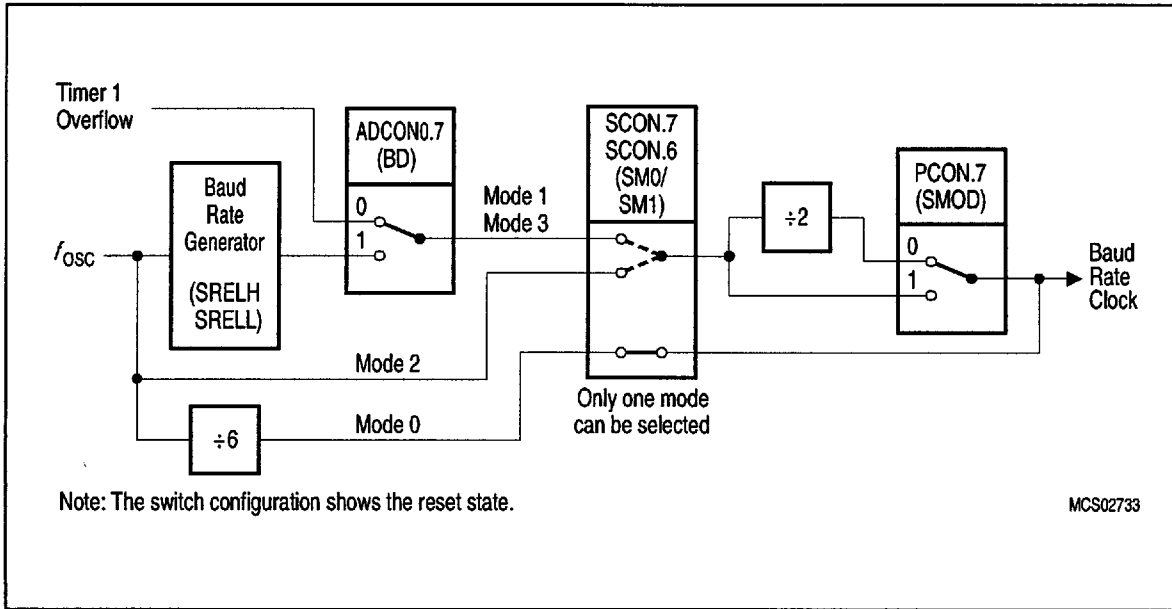 Timer 1
Overflow
ADCON0.7
(BD)
0
1
Baud
Rate
Generator
(SRELH
SRELL)
fOSC
Mode 1
Mode 3
Mode 2
Mode 0
÷6
SCON.7
SCON.6
(SM0/
SM1)
Only one mode
can be selected
÷2
PCON.7
(SMOD)
0
1
Baud
Rate
Clock
Note: The switch configuration shows the reset state.
MCS02733